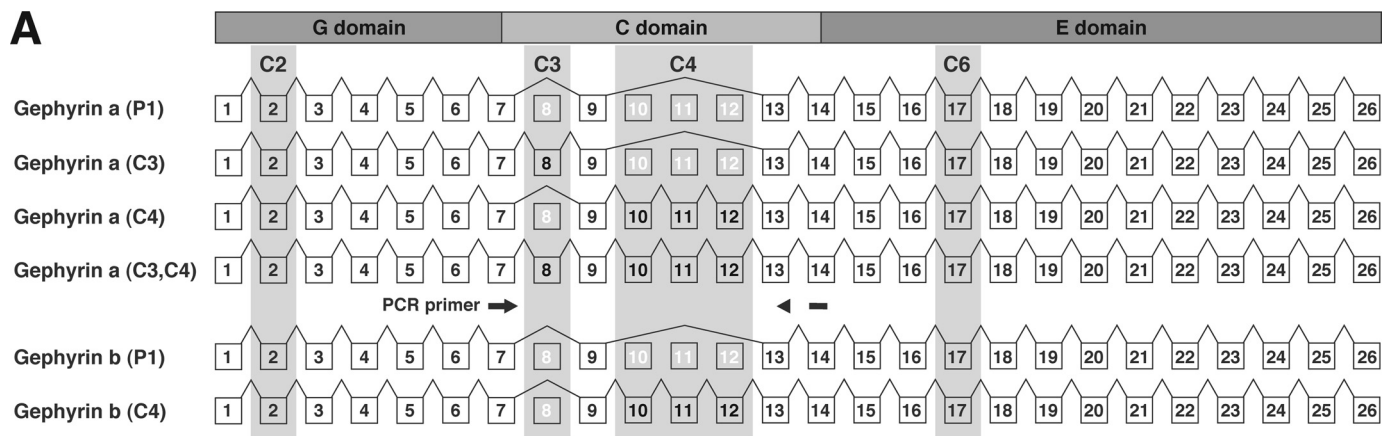 A
G domain C domain E domain
C2 C3 C4 C6
Gephyrin a (P1) 1 2 3 4 5 6 7 8 9 10 11 12 13 14 15 16 17 18 19 20 21 22 23 24 25 26
Gephyrin a (C3) 1 2 3 4 5 6 7 8 9 10 11 12 13 14 15 16 17 18 19 20 21 22 23 24 25 26
Gephyrin a (C4) 1 2 3 4 5 6 7 8 9 10 11 12 13 14 15 16 17 18 19 20 21 22 23 24 25 26
Gephyrin a (C3,C4) 1 2 3 4 5 6 7 8 9 10 11 12 13 14 15 16 17 18 19 20 21 22 23 24 25 26
PCR primer
Gephyrin b (P1) 1 2 3 4 5 6 7 8 9 10 11 12 13 14 15 16 17 18 19 20 21 22 23 24 25 26
Gephyrin b (C4) 1 2 3 4 5 6 7 8 9 10 11 12 13 14 15 16 17 18 19 20 21 22 23 24 25 26